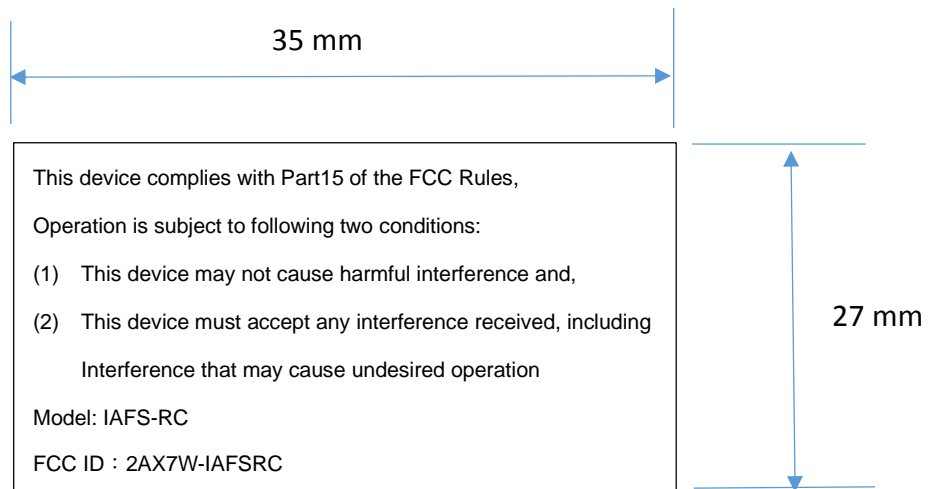 35 mm
This device complies with Part15 of the FCC Rules,
Operation is subject to following two conditions:
(1) This device may not cause harmful interference and,
(2) This device must accept any interference received, including
Interference that may cause undesired operation
27 mm
Model: IAFS-RC
FCC ID：2AX7W-IAFSRC